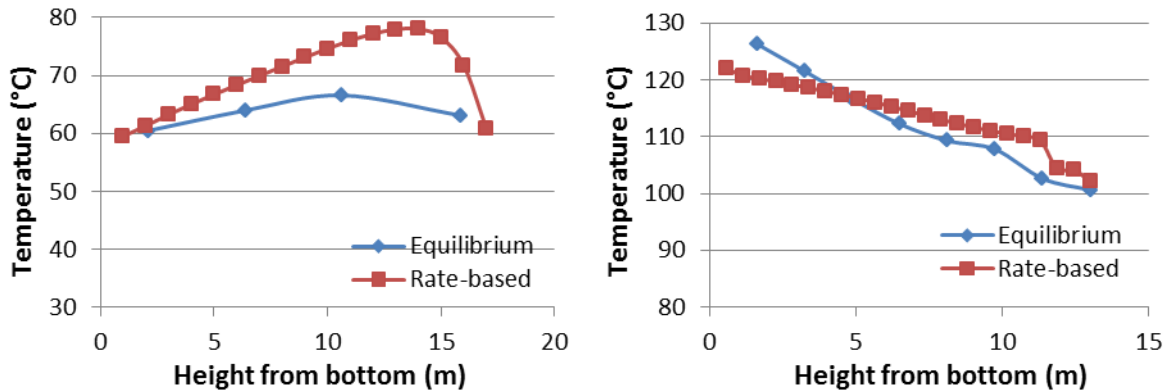 Temperature (°C)
80
70
60
50
40
30
Equilibrium
Rate-based
0
5
10
15
20
Height from bottom (m)
Temperature (°C)
130
120
110
100
90
80
Equilibrium
Rate-based
0
5
10
15
Height from bottom (m)